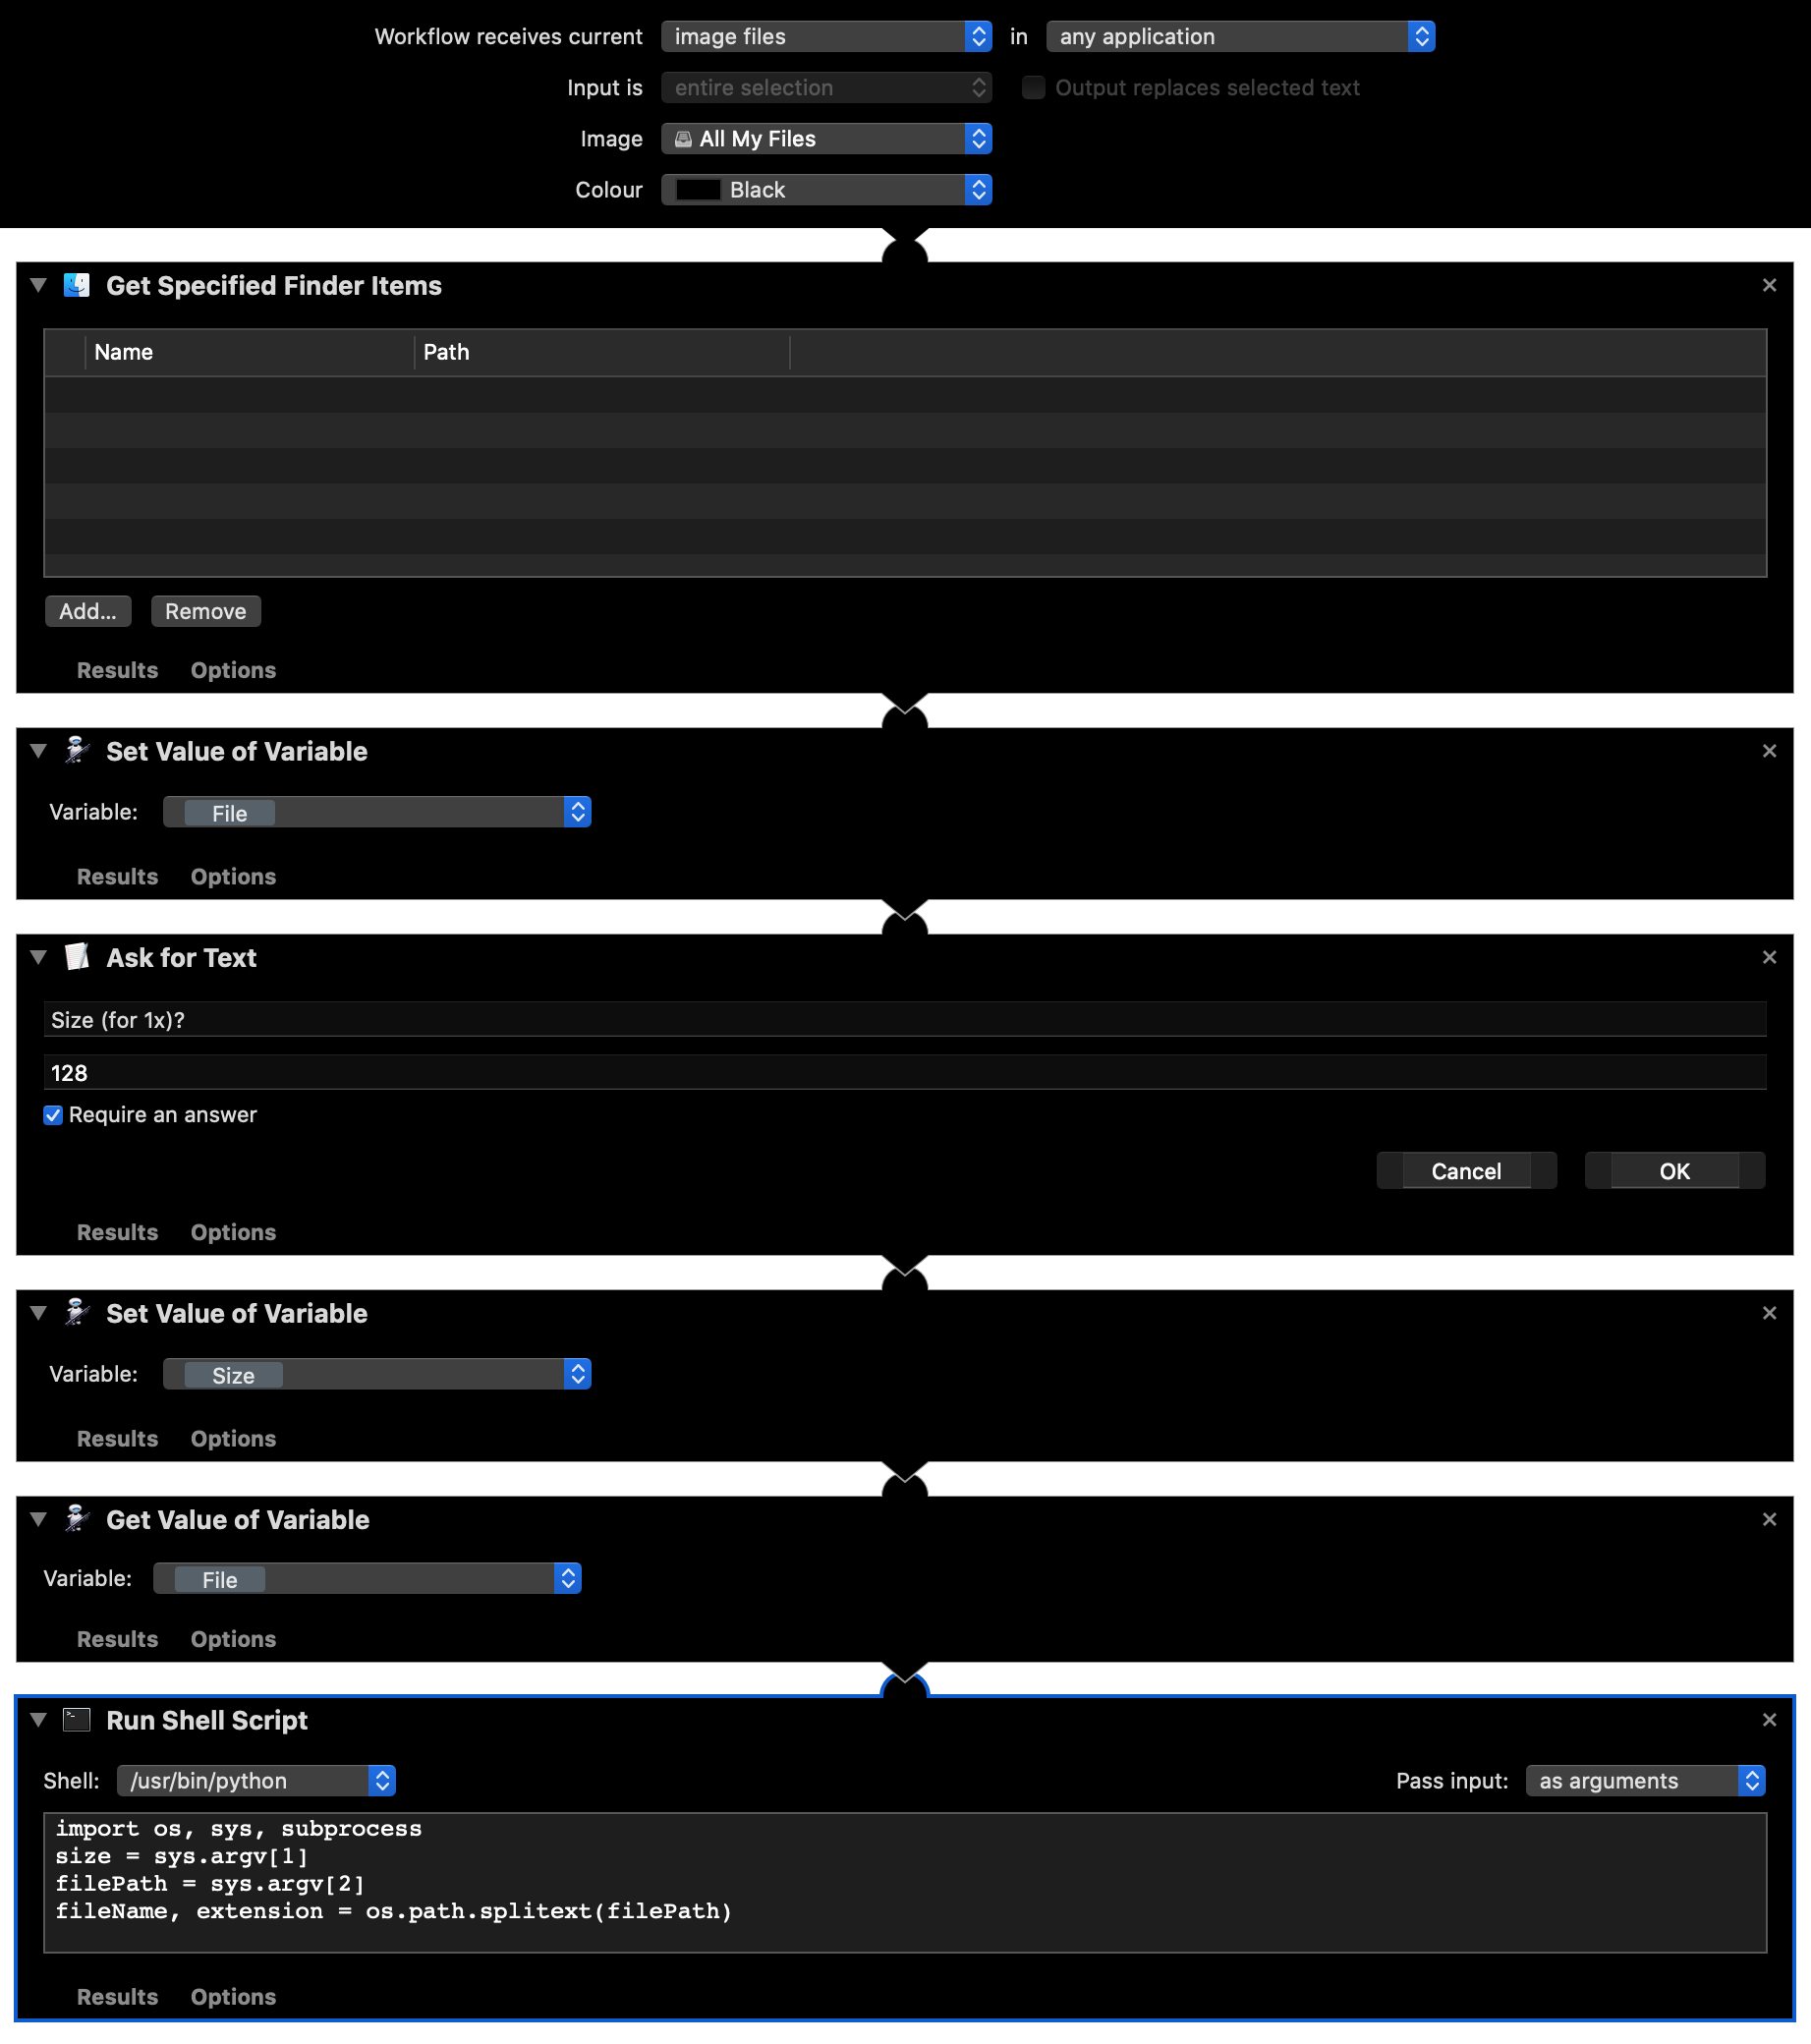 Workflow receives current image files in any application
Input is entire selection Output replaces selected text
Image All My Files
Colour Black
Get Specified Finder Items
Name Path
Add... Remove
Results Options
Set Value of Variable
Variable: File
Results Options
Ask for Text
Size (for 1x)?
128
Require an answer
Cancel OK
Results Options
Set Value of Variable
Variable: Size
Results Options
Get Value of Variable
Variable: File
Results Options
Run Shell Script
Shell: /usr/bin/python Pass input: as arguments
import os, sys, subprocess
size = sys.argv[1]
filePath = sys.argv[2]
fileName, extension = os.path.splitext(filePath)
Results Options